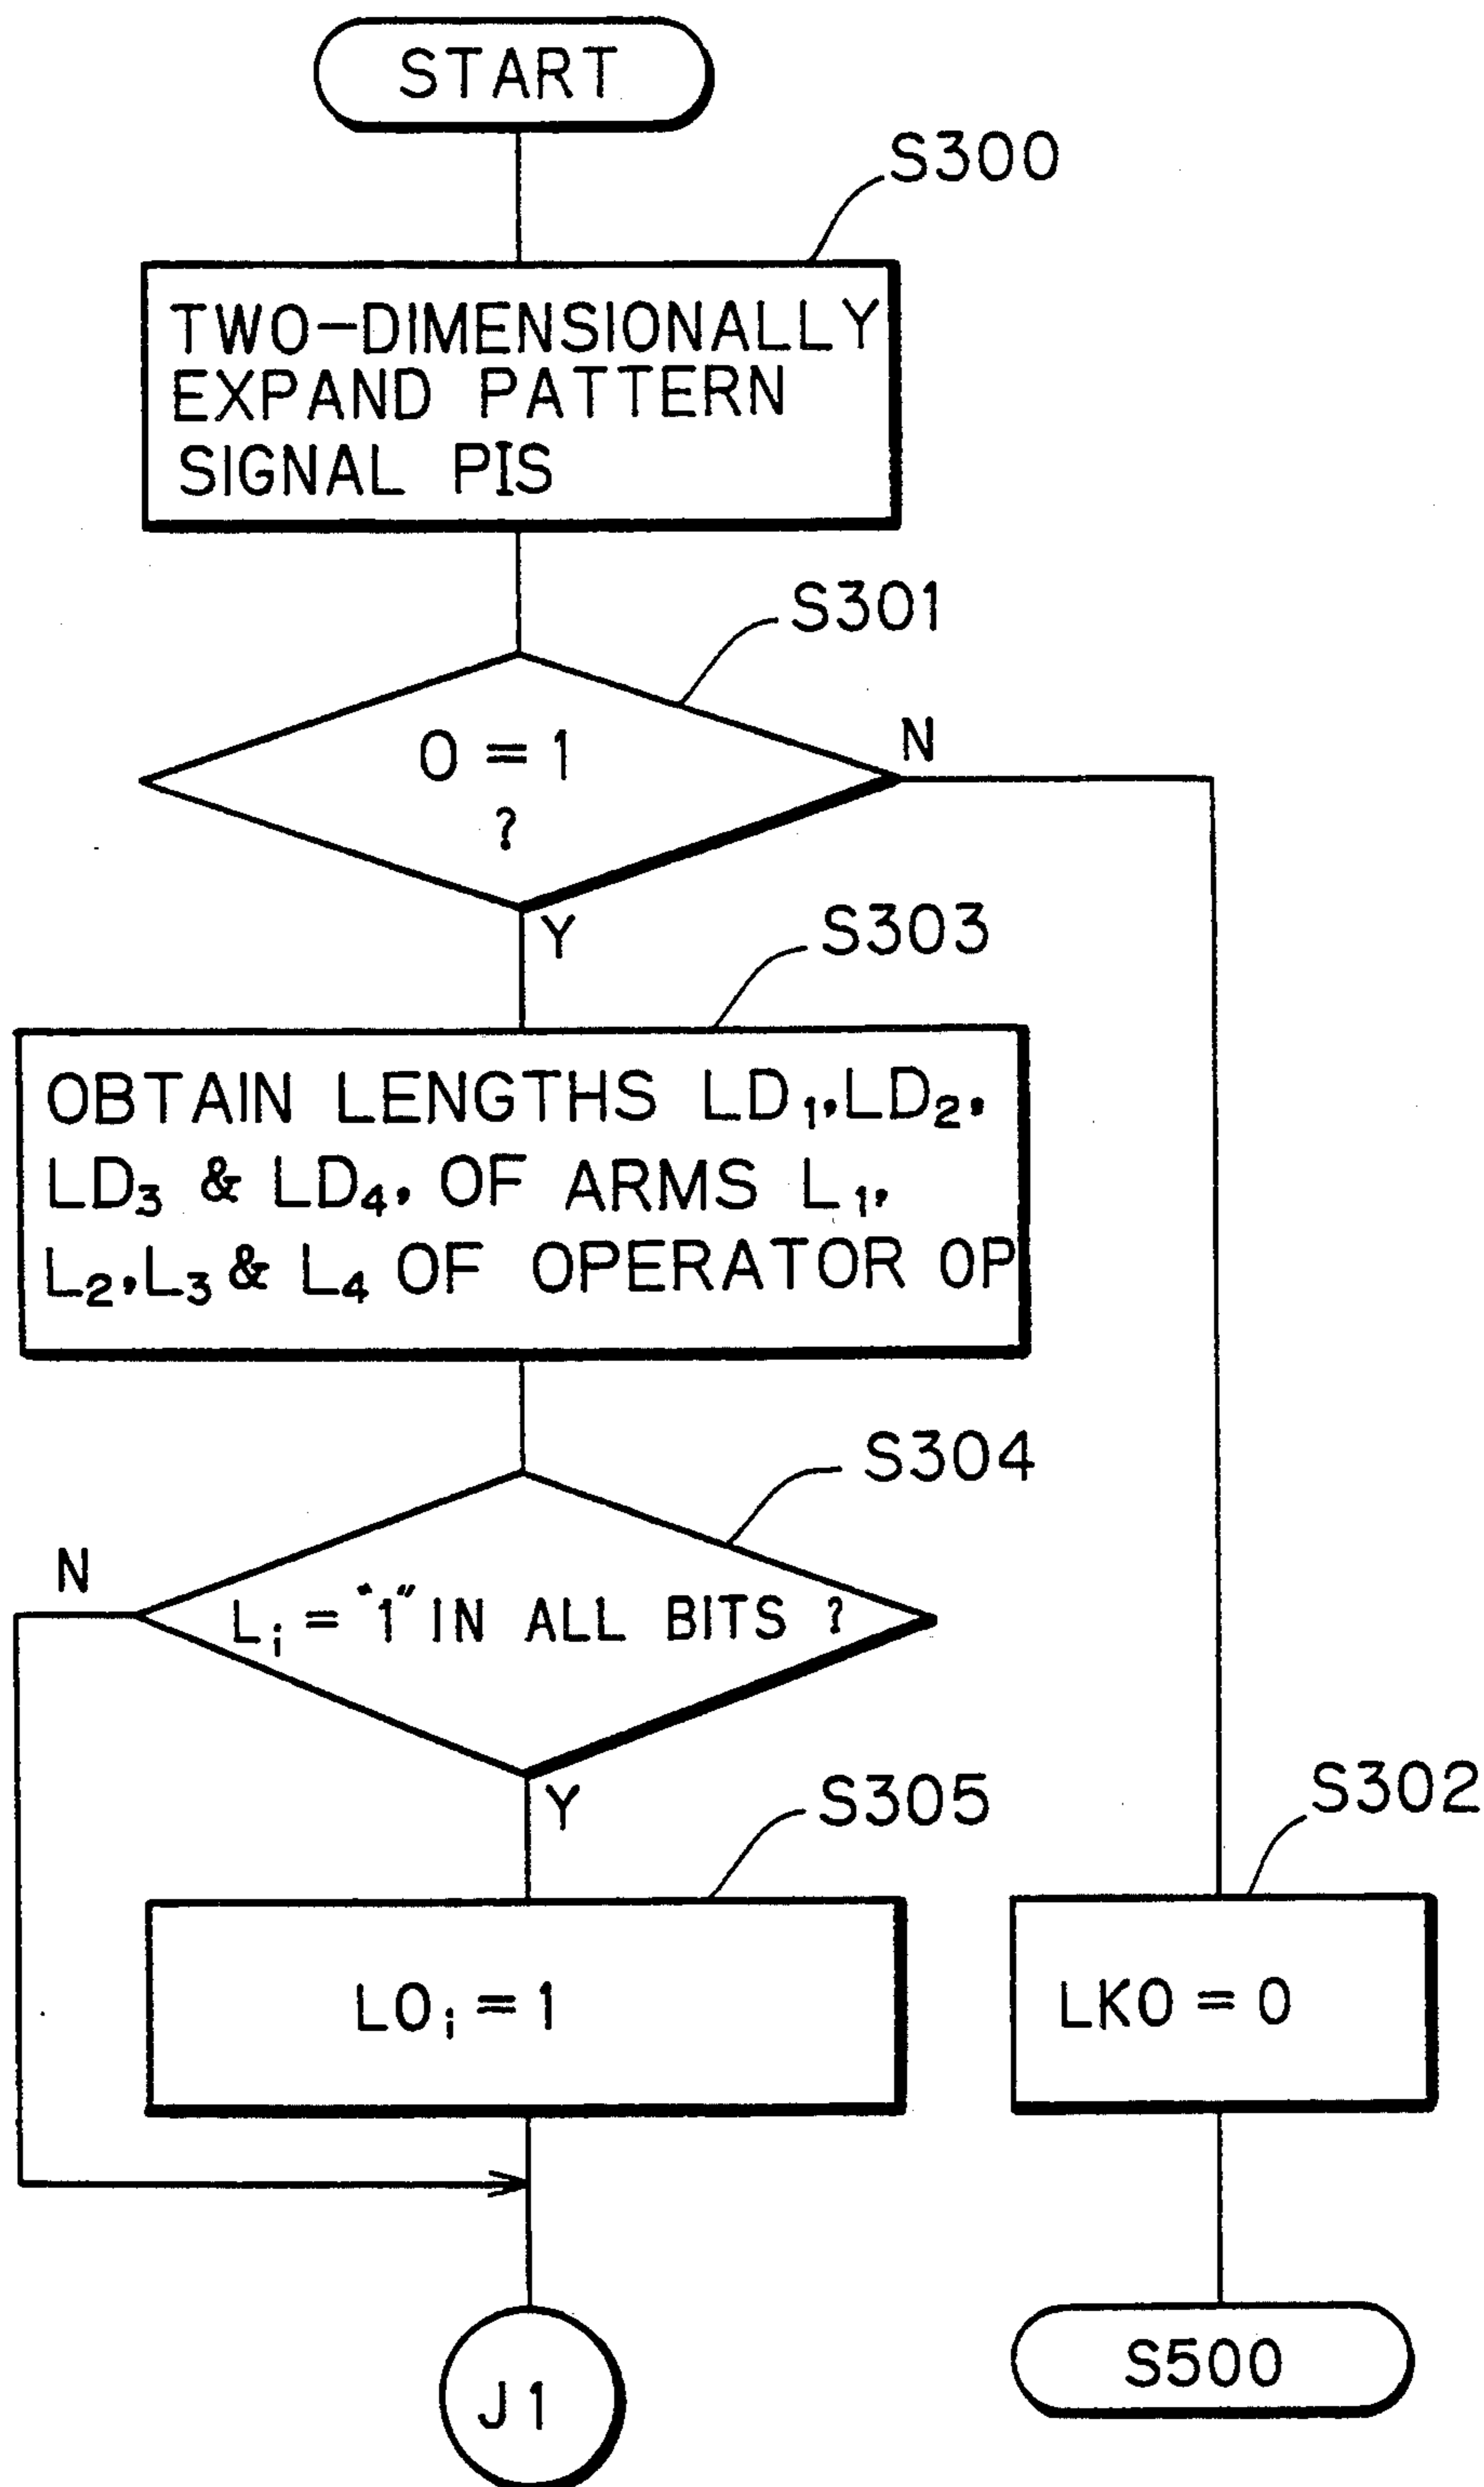 START
S300
TWO-DIMENSIONALLY
EXPAND PATTERN
SIGNAL PIS
S301
O = 1
?
N
Y
S303
OBTAIN LENGTHS LD₁, LD₂,
LD₃ & LD₄, OF ARMS L₁,
L₂, L₃ & L₄ OF OPERATOR OP
S304
N
Lᵢ = "1" IN ALL BITS ?
Y
S305
S302
LOᵢ = 1
LKO = 0
J1
S500